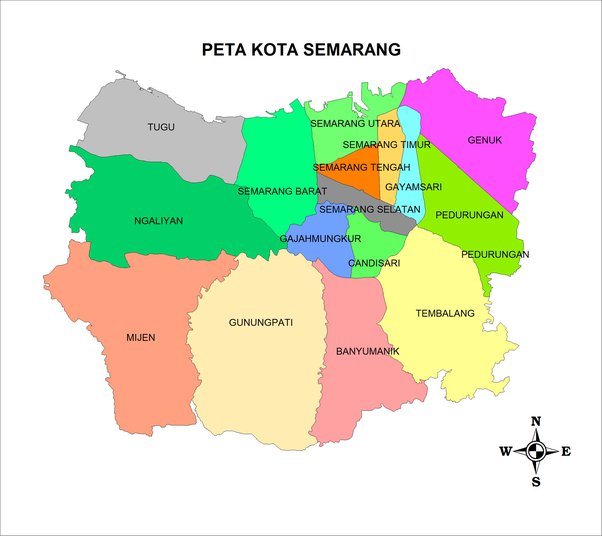 PETA KOTA SEMARANG
TUGU
SEMARANG UTARA
GENUK
SEMARANG TIMUR
SEMARANG TENGAH
SEMARANG BARAT
GAYAMSARI
NGALIYAN
SEMARANG SELATAN
PEDURUNGAN
GAJAHMUNGKUR
PEDURUNGAN
CANDISARI
TEMBALANG
GUNUNGPATI
MIJEN
BANYUMANIK
N
W E
S